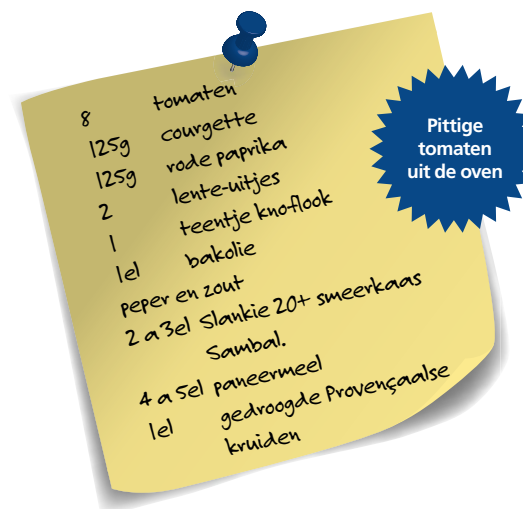 8 tomaten
125g courgette
125g rode paprika
2 lente-uitjes
1 teentje knoflook
1el bakolie
peper en zout
2 a 3el Slankie 20+ smeerkaas
Sambal.
4 a 5el paneermeel
1el gedroogde Provençaalse
kruiden
Pittige
tomaten
uit de oven